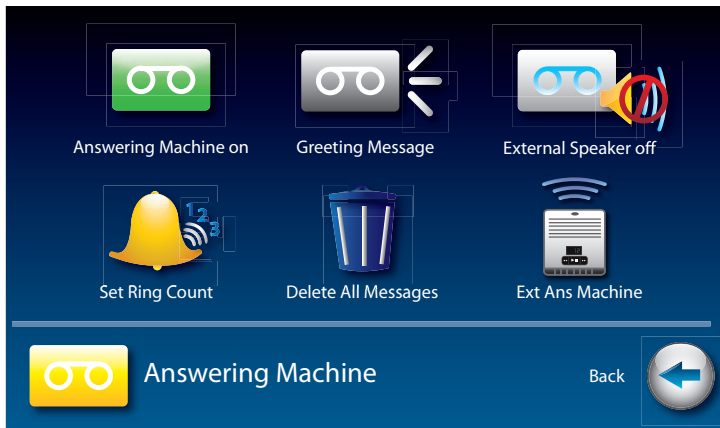 Answering Machine on
Greeting Message
External Speaker off
1 2 3
Set Ring Count
Delete All Messages
Ext Ans Machine
Answering Machine
Back